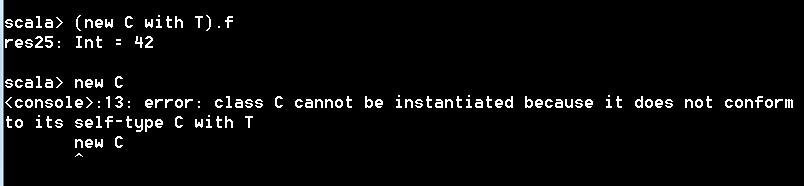 scala> (new C with T).f
res25: Int = 42
scala> new C
<console>:13: error: class C cannot be instantiated because it does not conform
to its self-type C with T
       new C
       ^